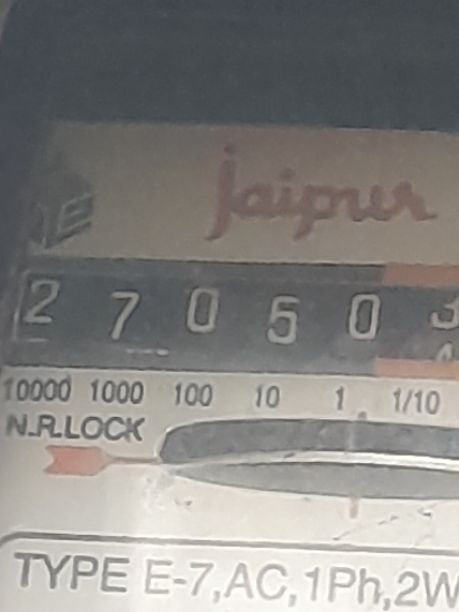 Jaipur
2 7 0 5 0 3
10000 1000 100 10 1 1/10
N.R.LOCK
TYPE E-7,AC,1Ph,2W